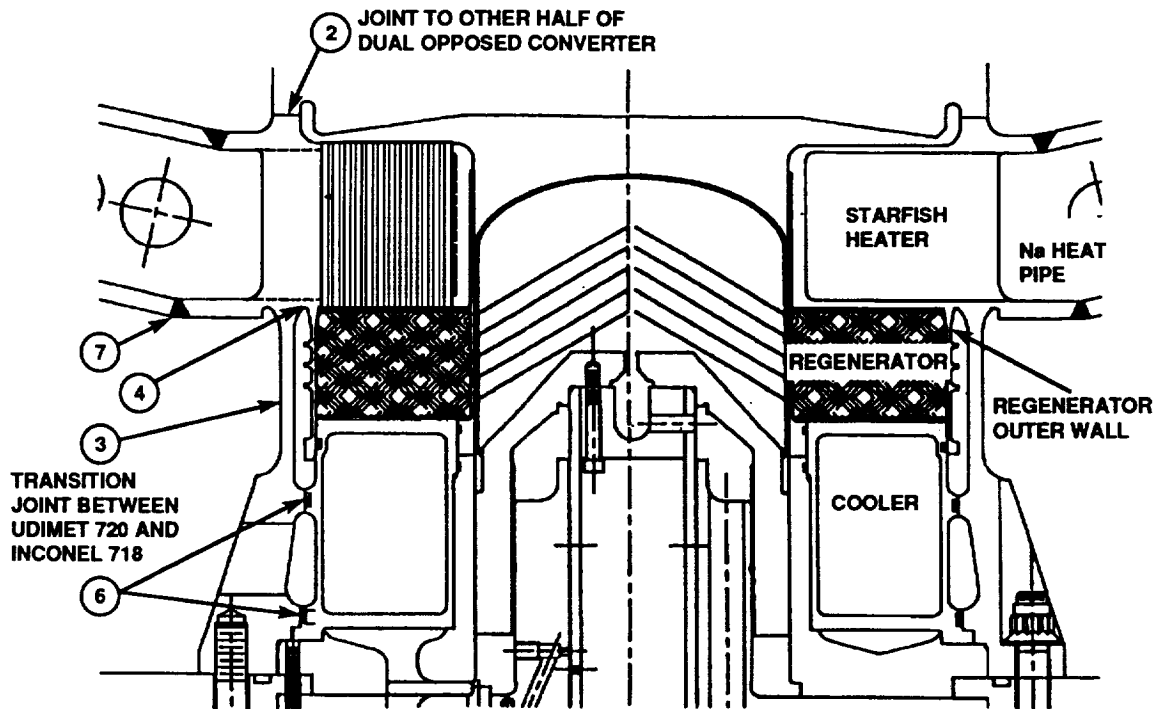 2
JOINT TO OTHER HALF OF
DUAL OPPOSED CONVERTER
STARFISH
HEATER
Na HEAT
PIPE
7
4
3
REGENERATOR
REGENERATOR
OUTER WALL
TRANSITION
JOINT BETWEEN
UDIMET 720 AND
INCONEL 718
COOLER
6